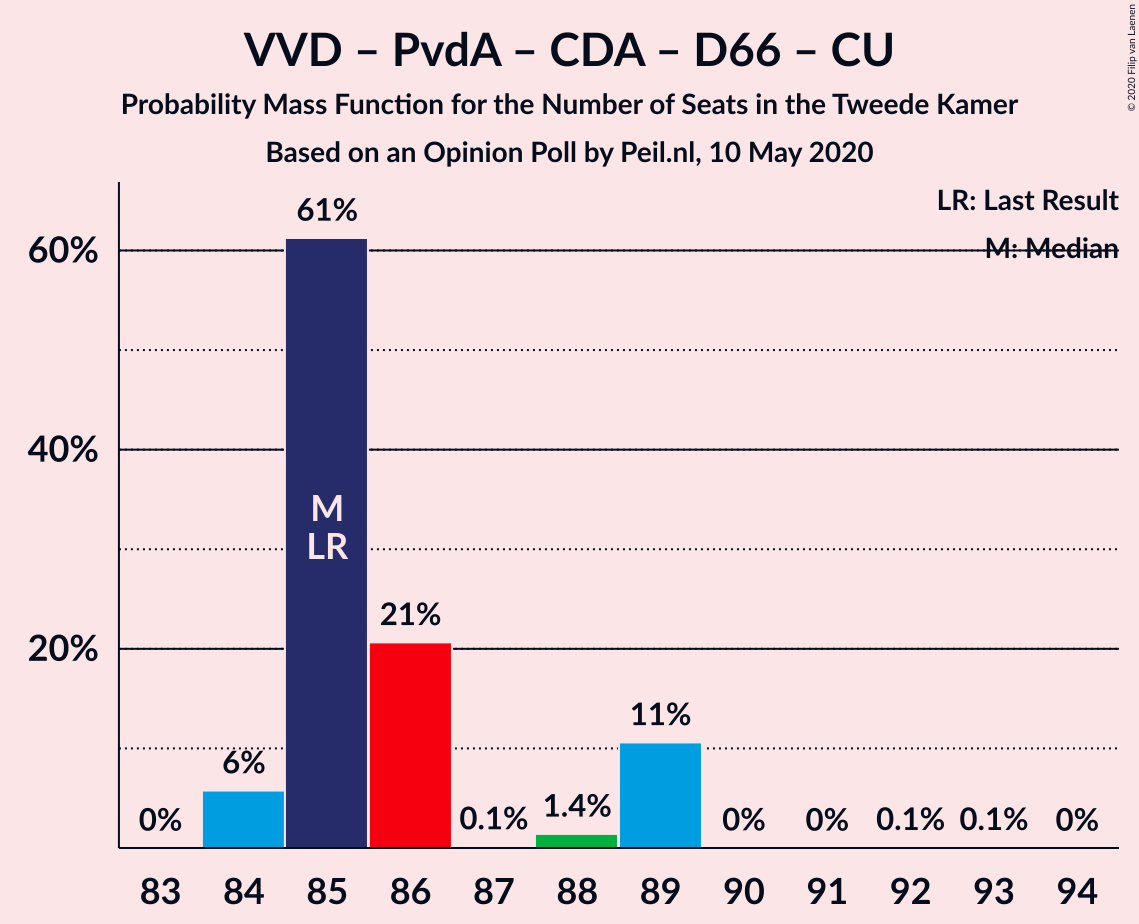 VVD – PvdA – CDA – D66 – CU
Probability Mass Function for the Number of Seats in the Tweede Kamer
Based on an Opinion Poll by Peil.nl, 10 May 2020
© 2020 Filip van Laenen
LR: Last Result
M: Median
60%
40%
20%
0% 6% 61% 21% 0.1% 1.4% 11% 0% 0% 0.1% 0.1% 0%
M
LR
83 84 85 86 87 88 89 90 91 92 93 94